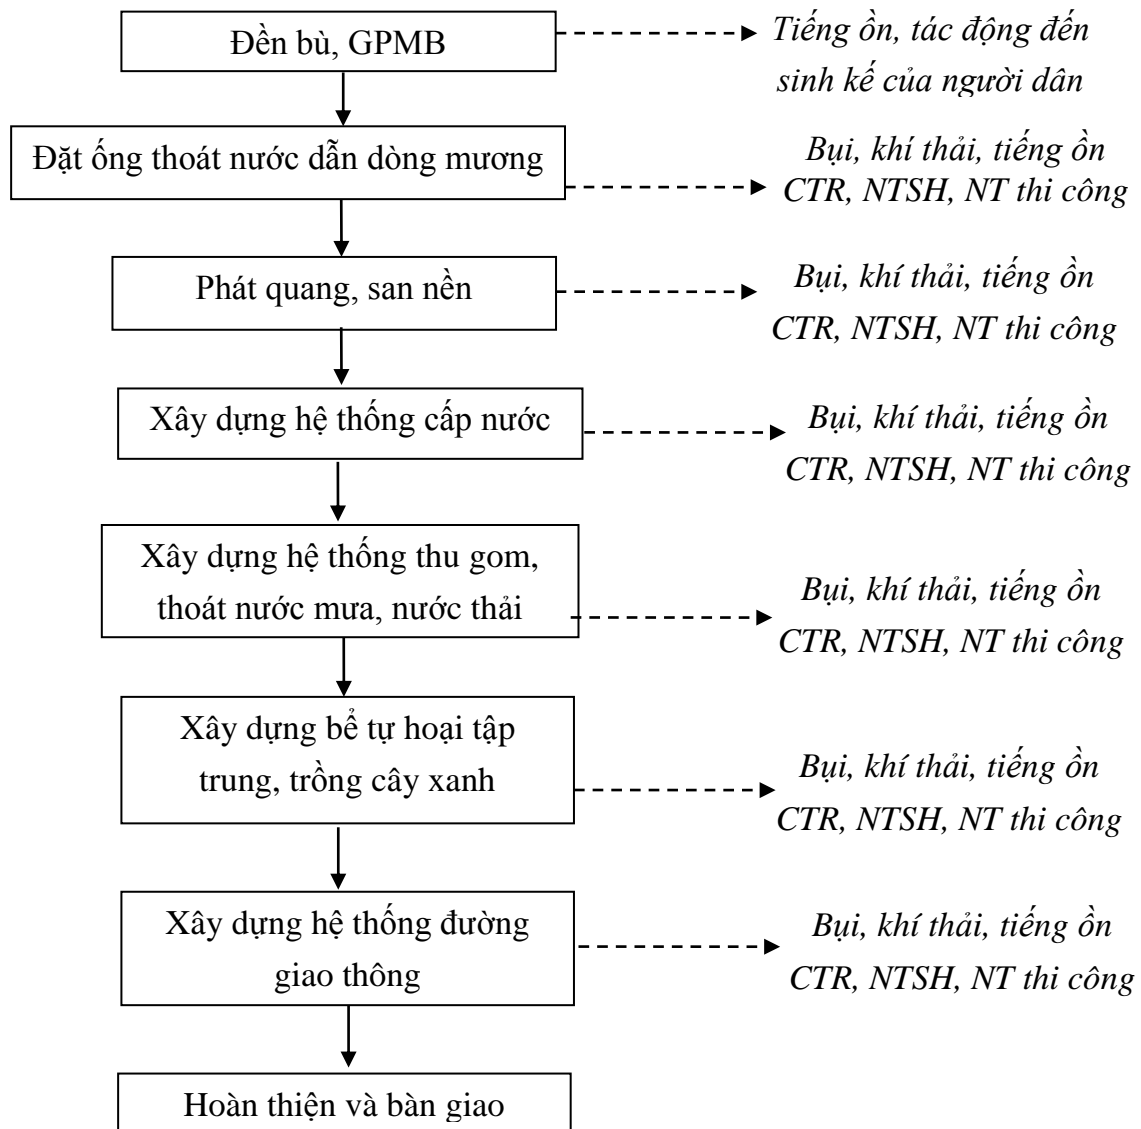 Đền bù, GPMB
Tiếng ồn, tác động đến
sinh kế của người dân
Đặt ống thoát nước dẫn dòng mương
Bụi, khí thải, tiếng ồn
CTR, NTSH, NT thi công
Phát quang, san nền
Bụi, khí thải, tiếng ồn
CTR, NTSH, NT thi công
Xây dựng hệ thống cấp nước
Bụi, khí thải, tiếng ồn
CTR, NTSH, NT thi công
Xây dựng hệ thống thu gom,
thoát nước mưa, nước thải
Bụi, khí thải, tiếng ồn
CTR, NTSH, NT thi công
Xây dựng bể tự hoại tập
trung, trồng cây xanh
Bụi, khí thải, tiếng ồn
CTR, NTSH, NT thi công
Xây dựng hệ thống đường
giao thông
Bụi, khí thải, tiếng ồn
CTR, NTSH, NT thi công
Hoàn thiện và bàn giao